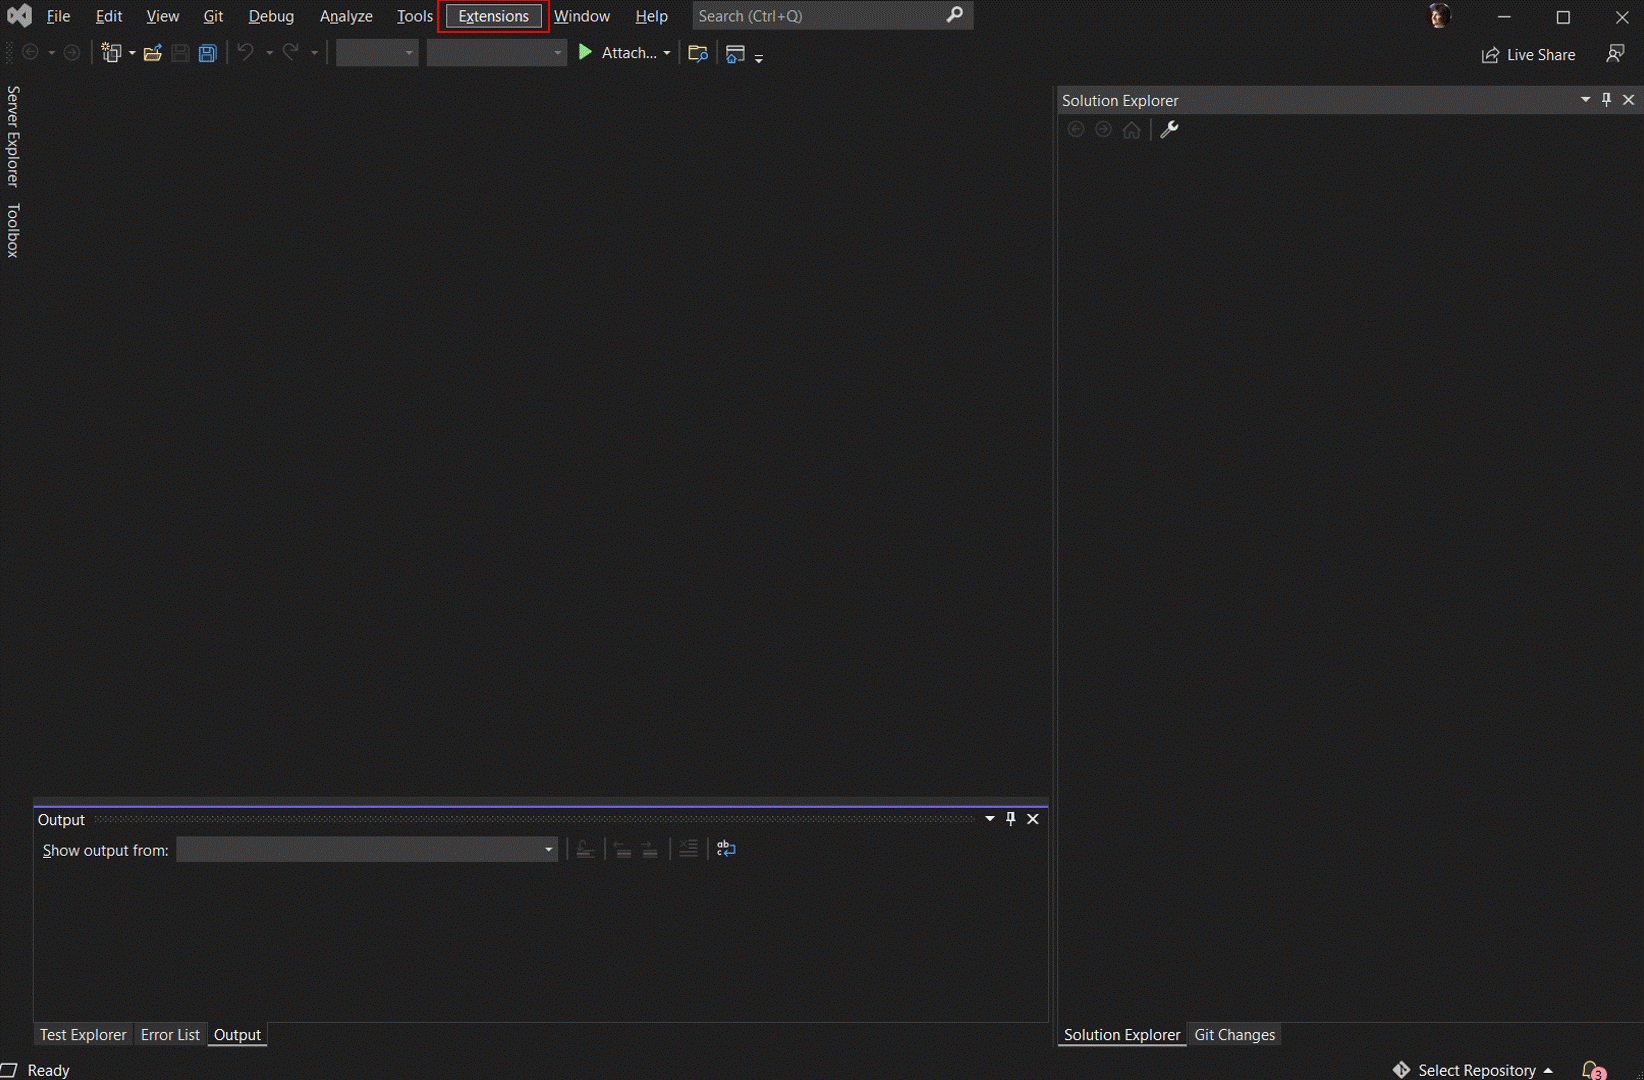 File Edit View Git Debug Analyze Tools Extensions Window Help Search (Ctrl+Q)
Attach... Live Share
Server Explorer
Toolbox
Solution Explorer
Output
Show output from:
ab
c
Test Explorer Error List Output
Solution Explorer Git Changes
Ready Select Repository 3